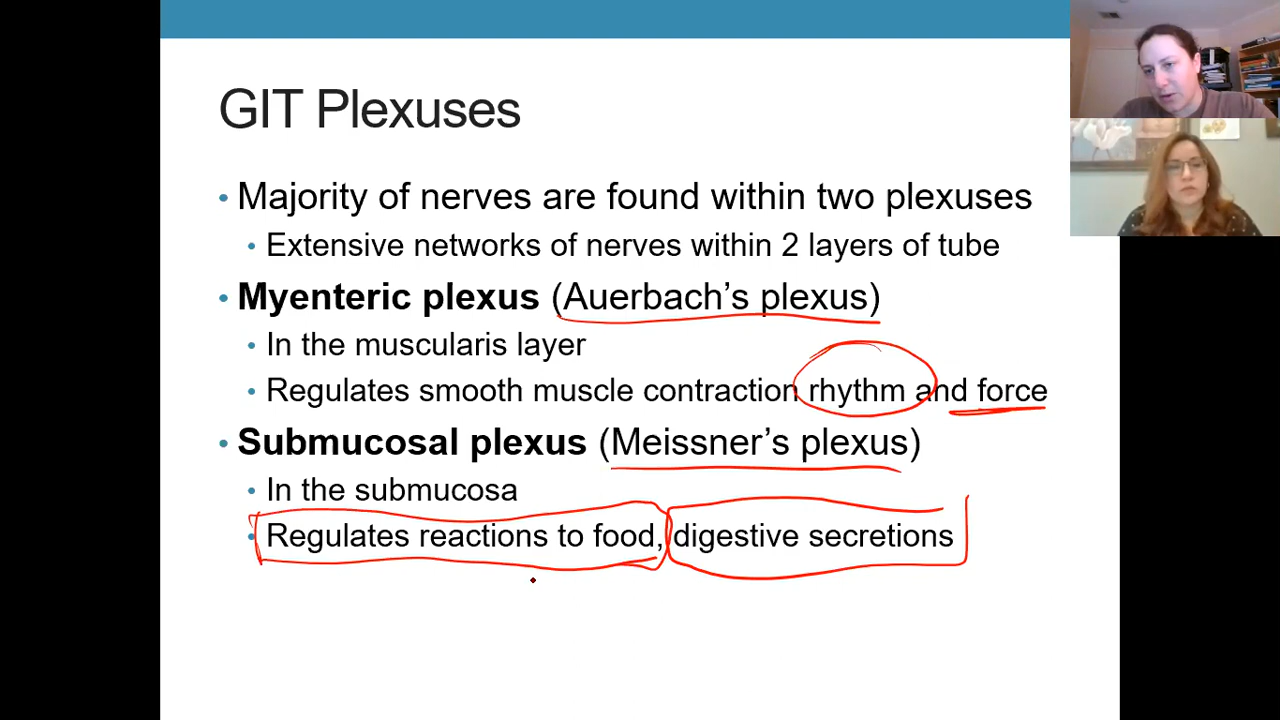 GIT Plexuses
• Majority of nerves are found within two plexuses
• Extensive networks of nerves within 2 layers of tube
• Myenteric plexus (Auerbach’s plexus)
• In the muscularis layer
• Regulates smooth muscle contraction rhythm and force
• Submucosal plexus (Meissner’s plexus)
• In the submucosa
• Regulates reactions to food, digestive secretions